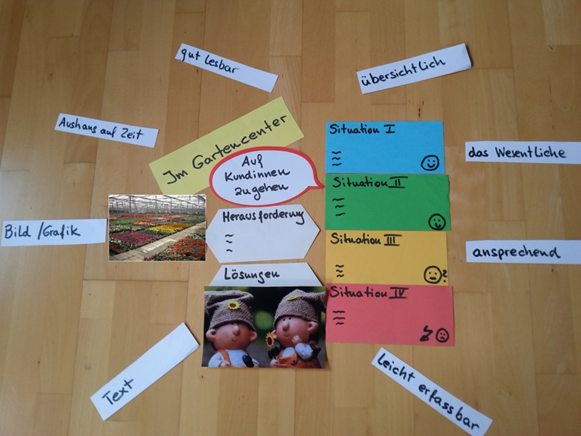 gut lesbar
übersichtlich
Aushang auf Zeit
Im Gartencenter
Auf
Kundinnen
zugehen
Situation I
das Wesentliche
Situation II
Bild /Grafik
Herausforderung
Situation III
ansprechend
?
Lösungen
Situation IV
Text
Leicht erfassbar